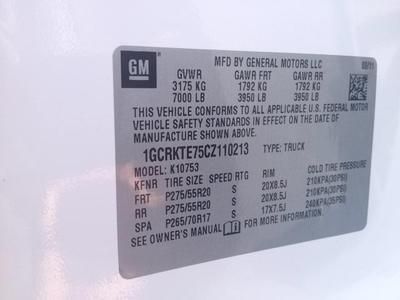 GM
MFD BY GENERAL MOTORS LLC 08/11
GVWR GAWR FRT GAWR RR
3175 KG 1792 KG 1792 KG
7000 LB 3950 LB 3950 LB
THIS VEHICLE CONFORMS TO ALL APPLICABLE U.S. FEDERAL MOTOR
VEHICLE SAFETY STANDARDS IN EFFECT ON THE DATE OF
MANUFACTURE SHOWN ABOVE.
1GCRKTE75CZ110213 TYPE: TRUCK
MODEL: K10753
KFNR TIRE SIZE SPEED RTG RIM COLD TIRE PRESSURE
FRT P275/55R20 S 20X8.5J 210KPA(30PSI)
RR P275/55R20 S 20X8.5J 210KPA(30PSI)
SPA P265/70R17 S 17X7.5J 240KPA(35PSI)
SEE OWNER'S MANUAL FOR MORE INFORMATION.